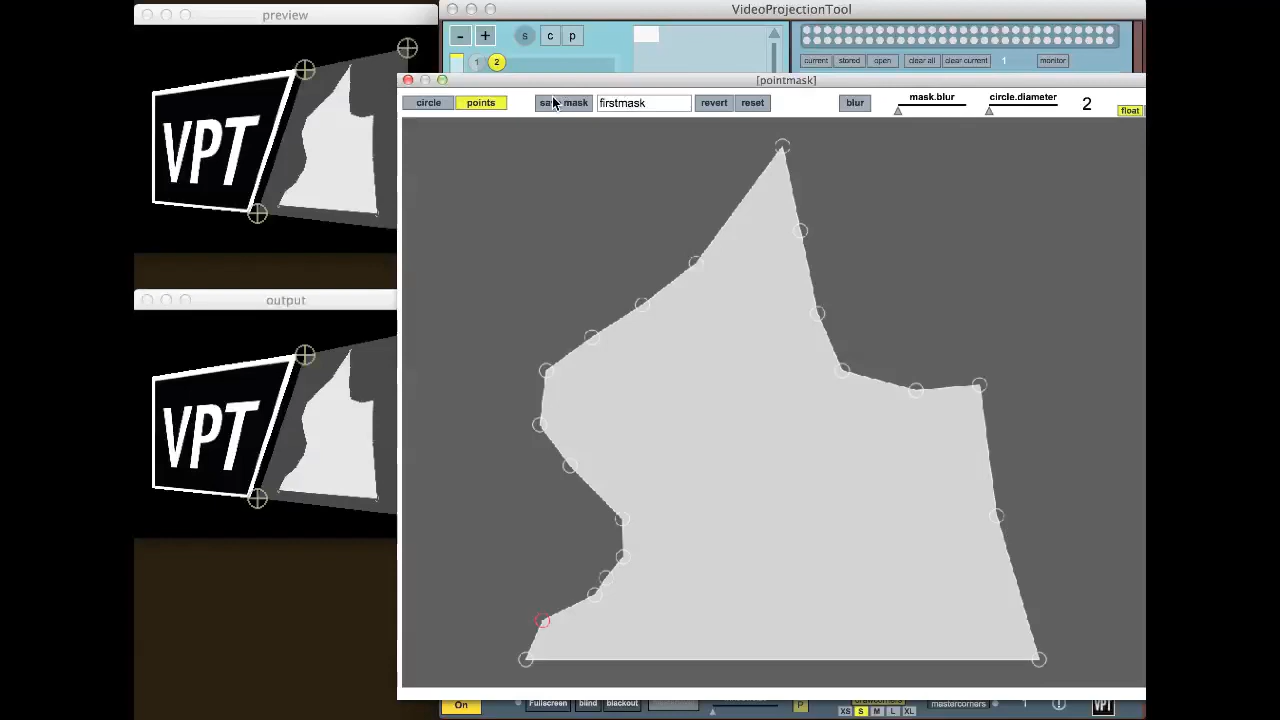 preview
VideoProjectionTool
- + s c p
1 2
current stored open clear all clear current 1 monitor
[pointmask]
circle points save mask firstmask revert reset blur mask.blur circle.diameter 2 float
VPT
output
VPT
On Fullscreen blind blackout P XS S M L XL mastercorners 1 VPT